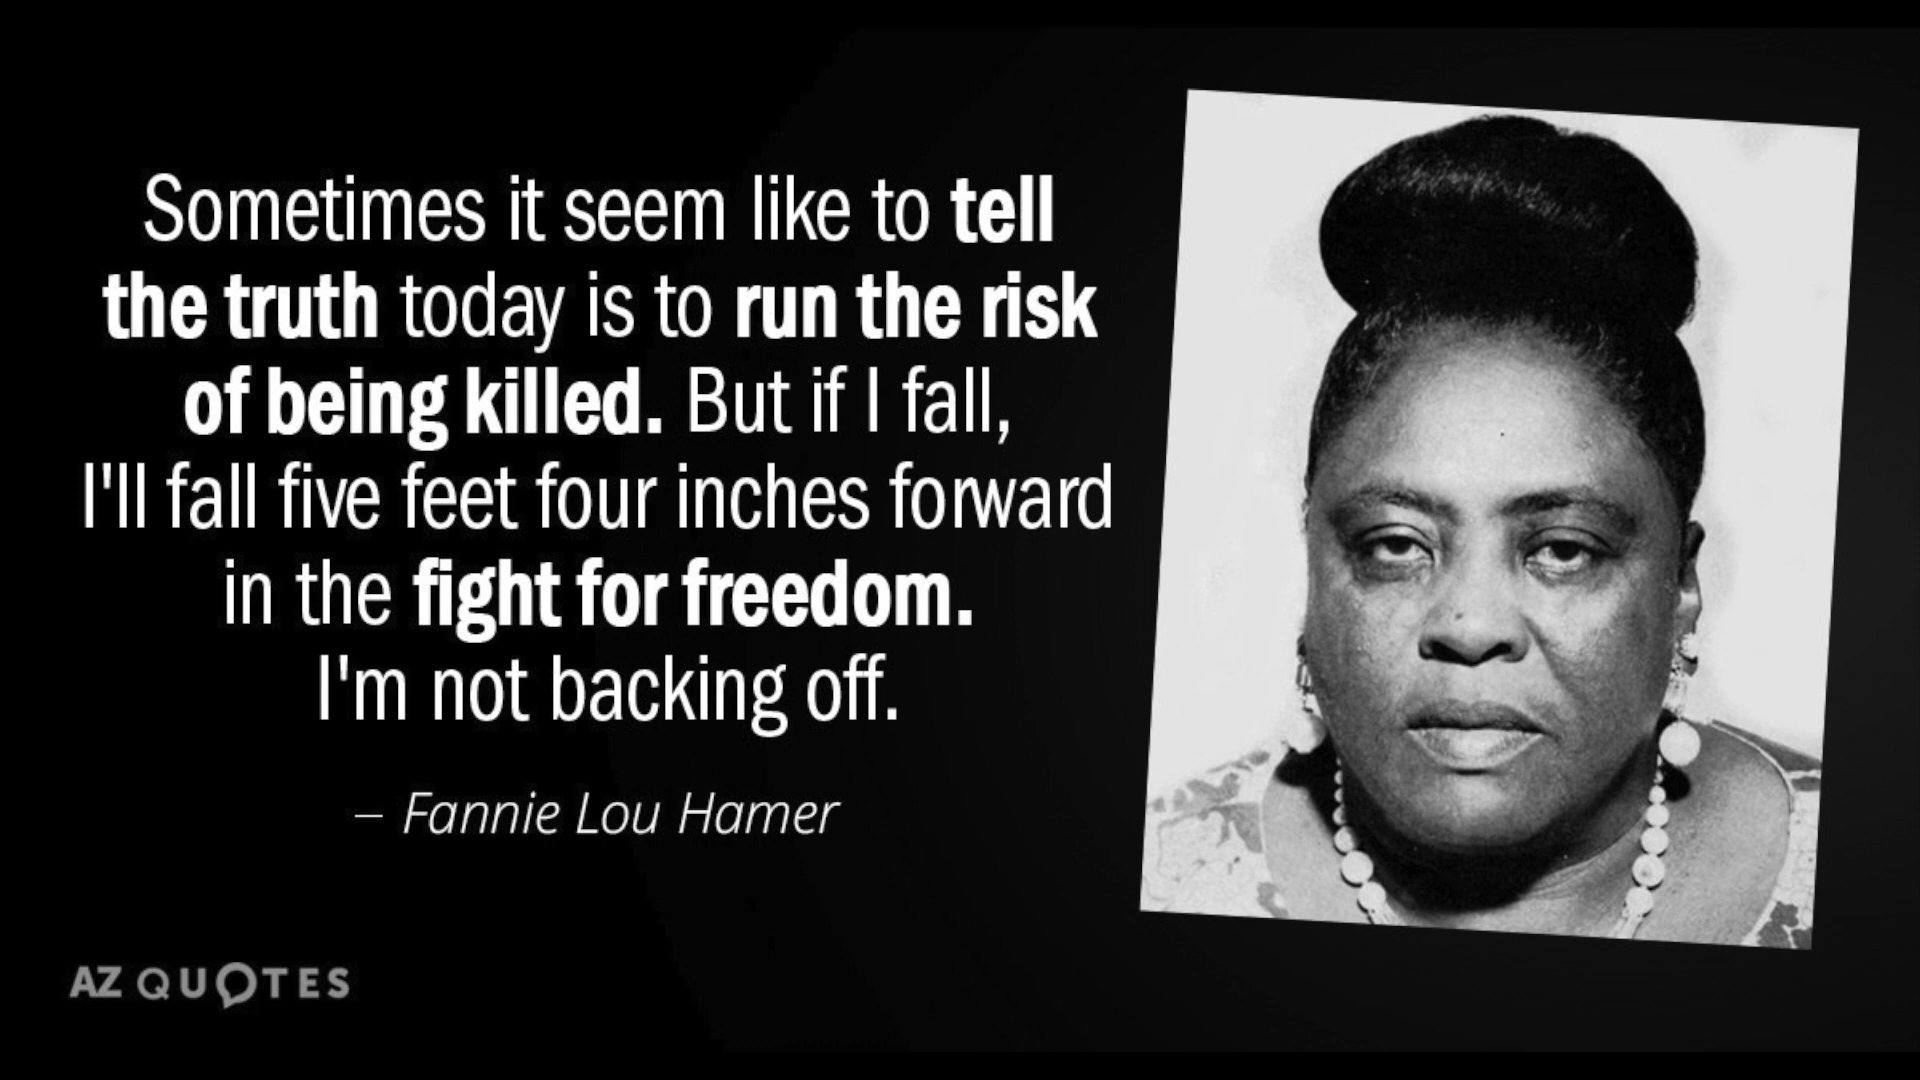 Sometimes it seem like to tell
the truth today is to run the risk
of being killed. But if I fall,
I'll fall five feet four inches forward
in the fight for freedom.
I'm not backing off.
– Fannie Lou Hamer
AZ QUOTES